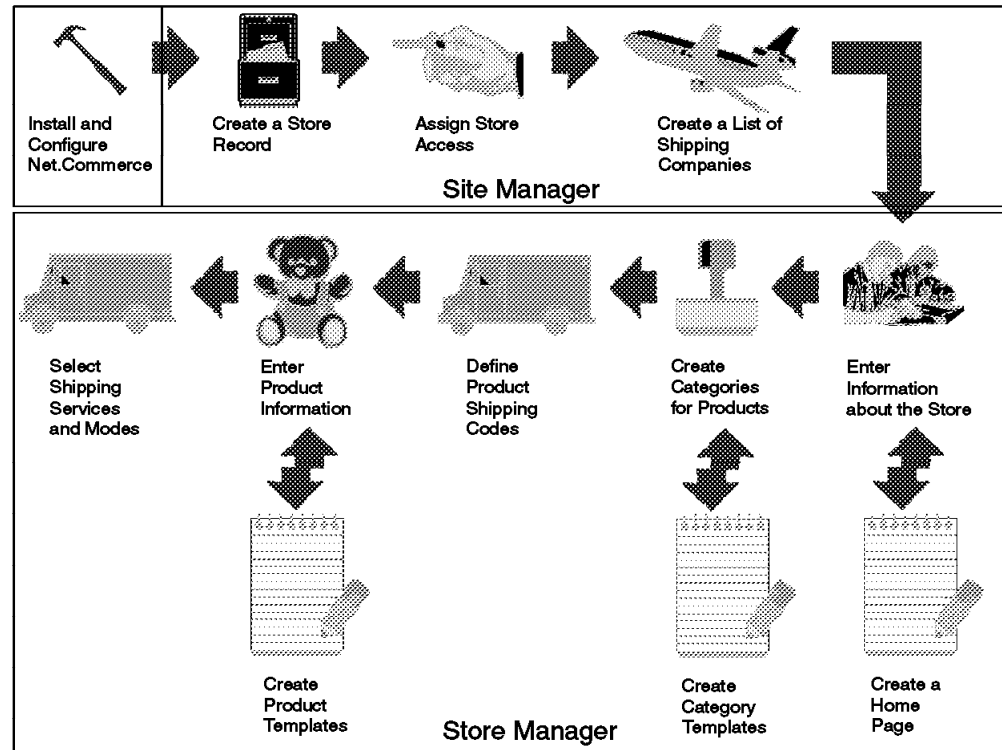 Install and
Configure
Net.Commerce
Create a Store
Record
Assign Store
Access
Create a List of
Shipping
Companies
Site Manager
Select
Shipping
Services
and Modes
Enter
Product
Information
Define
Product
Shipping
Codes
Create
Categories
for Products
Enter
Information
about the Store
Create
Product
Templates
Create
Category
Templates
Create a
Home
Page
Store Manager